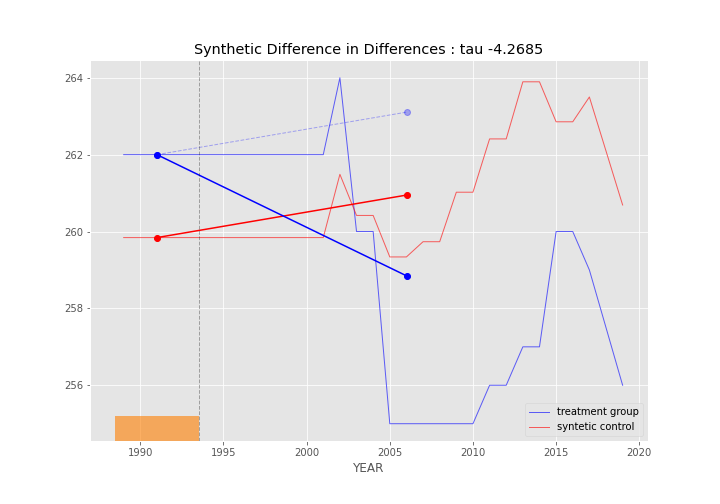 Synthetic Difference in Differences : tau -4.2685
264
262
260
258
256
treatment group
syntetic control
1990 1995 2000 2005 2010 2015 2020
YEAR